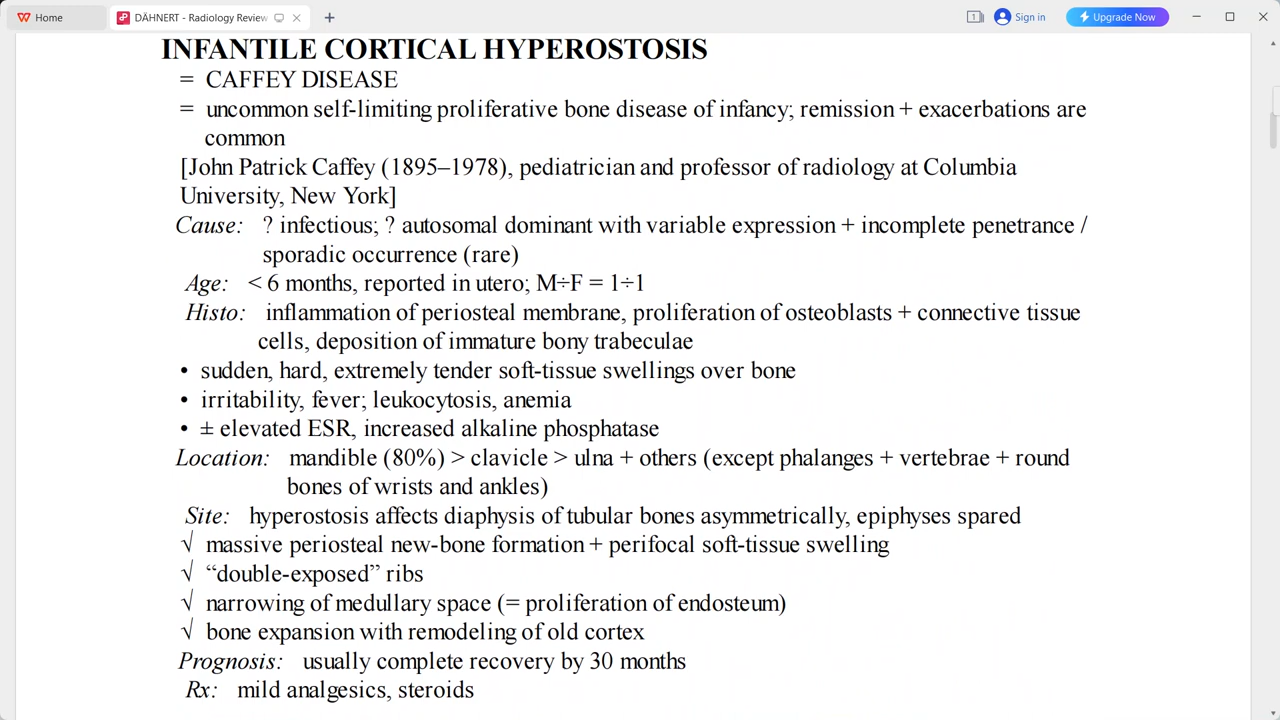 Home
DÄHNERT - Radiology Review
1
Sign in
Upgrade Now
INFANTILE CORTICAL HYPEROSTOSIS
= CAFFEY DISEASE
= uncommon self-limiting proliferative bone disease of infancy; remission + exacerbations are
common
[John Patrick Caffey (1895–1978), pediatrician and professor of radiology at Columbia
University, New York]
Cause: ? infectious; ? autosomal dominant with variable expression + incomplete penetrance /
sporadic occurrence (rare)
Age: < 6 months, reported in utero; M÷F = 1÷1
Histo: inflammation of periosteal membrane, proliferation of osteoblasts + connective tissue
cells, deposition of immature bony trabeculae
• sudden, hard, extremely tender soft-tissue swellings over bone
• irritability, fever; leukocytosis, anemia
• ± elevated ESR, increased alkaline phosphatase
Location: mandible (80%) > clavicle > ulna + others (except phalanges + vertebrae + round
bones of wrists and ankles)
Site: hyperostosis affects diaphysis of tubular bones asymmetrically, epiphyses spared
√ massive periosteal new-bone formation + perifocal soft-tissue swelling
√ “double-exposed” ribs
√ narrowing of medullary space (= proliferation of endosteum)
√ bone expansion with remodeling of old cortex
Prognosis: usually complete recovery by 30 months
Rx: mild analgesics, steroids